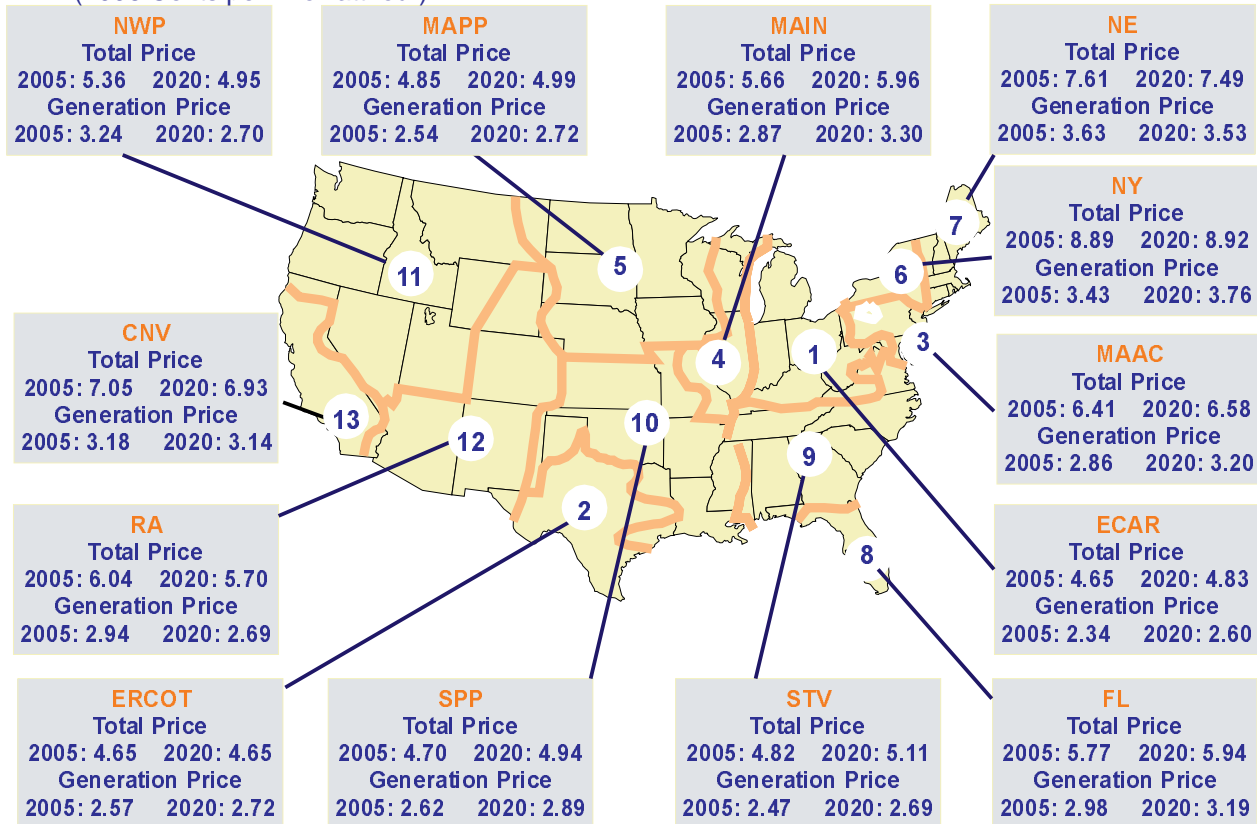 NWP
Total Price
2005: 5.36 2020: 4.95
Generation Price
2005: 3.24 2020: 2.70
MAPP
Total Price
2005: 4.85 2020: 4.99
Generation Price
2005: 2.54 2020: 2.72
MAIN
Total Price
2005: 5.66 2020: 5.96
Generation Price
2005: 2.87 2020: 3.30
NE
Total Price
2005: 7.61 2020: 7.49
Generation Price
2005: 3.63 2020: 3.53
NY
Total Price
2005: 8.89 2020: 8.92
Generation Price
2005: 3.43 2020: 3.76
CNV
Total Price
2005: 7.05 2020: 6.93
Generation Price
2005: 3.18 2020: 3.14
MAAC
Total Price
2005: 6.41 2020: 6.58
Generation Price
2005: 2.86 2020: 3.20
RA
Total Price
2005: 6.04 2020: 5.70
Generation Price
2005: 2.94 2020: 2.69
ECAR
Total Price
2005: 4.65 2020: 4.83
Generation Price
2005: 2.34 2020: 2.60
ERCOT
Total Price
2005: 4.65 2020: 4.65
Generation Price
2005: 2.57 2020: 2.72
SPP
Total Price
2005: 4.70 2020: 4.94
Generation Price
2005: 2.62 2020: 2.89
STV
Total Price
2005: 4.82 2020: 5.11
Generation Price
2005: 2.47 2020: 2.69
FL
Total Price
2005: 5.77 2020: 5.94
Generation Price
2005: 2.98 2020: 3.19
7
5
6
11
3
1
4
13
10
12
9
2
8